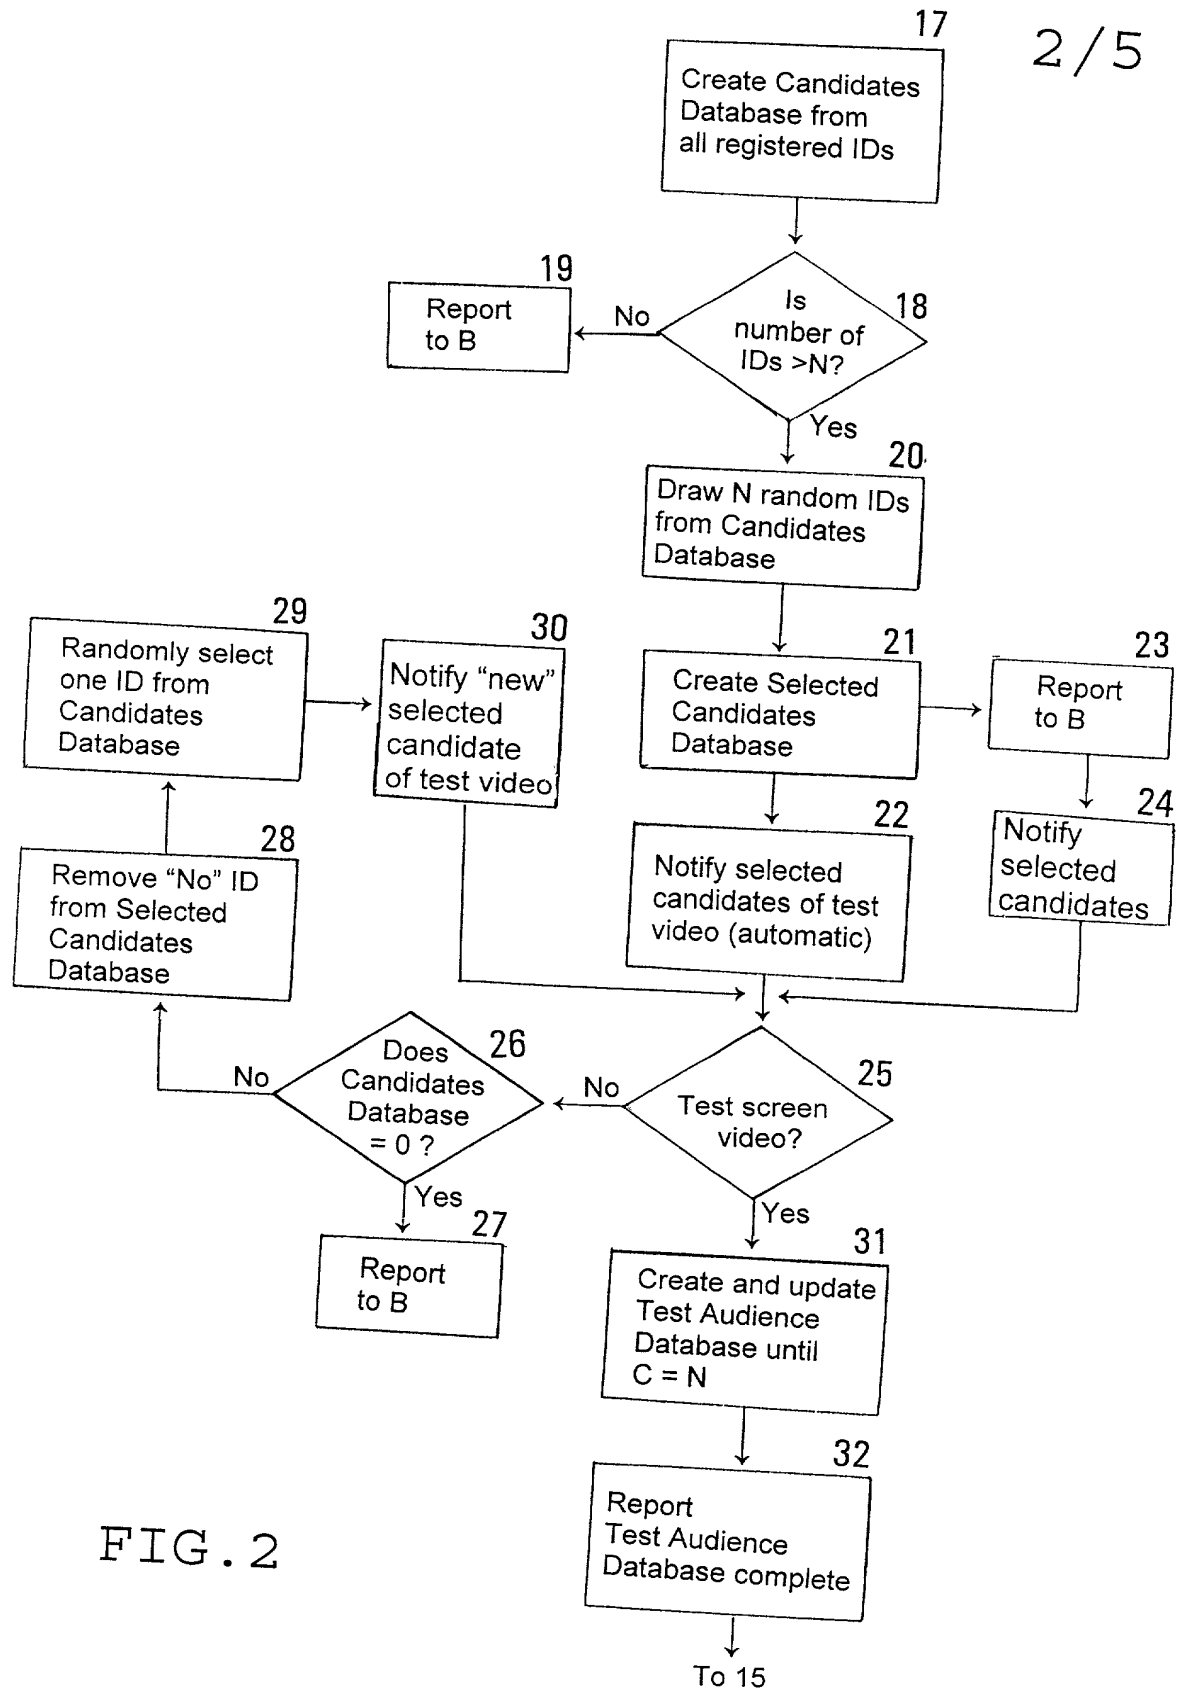 17
2/5
Create Candidates
Database from
all registered IDs
19
Report
to B
No
18
Is
number of
IDs >N?
Yes
20
Draw N random IDs
from Candidates
Database
29
Randomly select
one ID from
Candidates
Database
30
Notify “new”
selected
candidate
of test video
21
Create Selected
Candidates
Database
23
Report
to B
28
Remove “No” ID
from Selected
Candidates
Database
22
Notify selected
candidates of test
video (automatic)
24
Notify
selected
candidates
No
26
Does
Candidates
Database
= 0 ?
No
25
Test screen
video?
Yes
27
Report
to B
Yes
31
Create and update
Test Audience
Database until
C = N
32
Report
Test Audience
Database complete
FIG.2
To 15